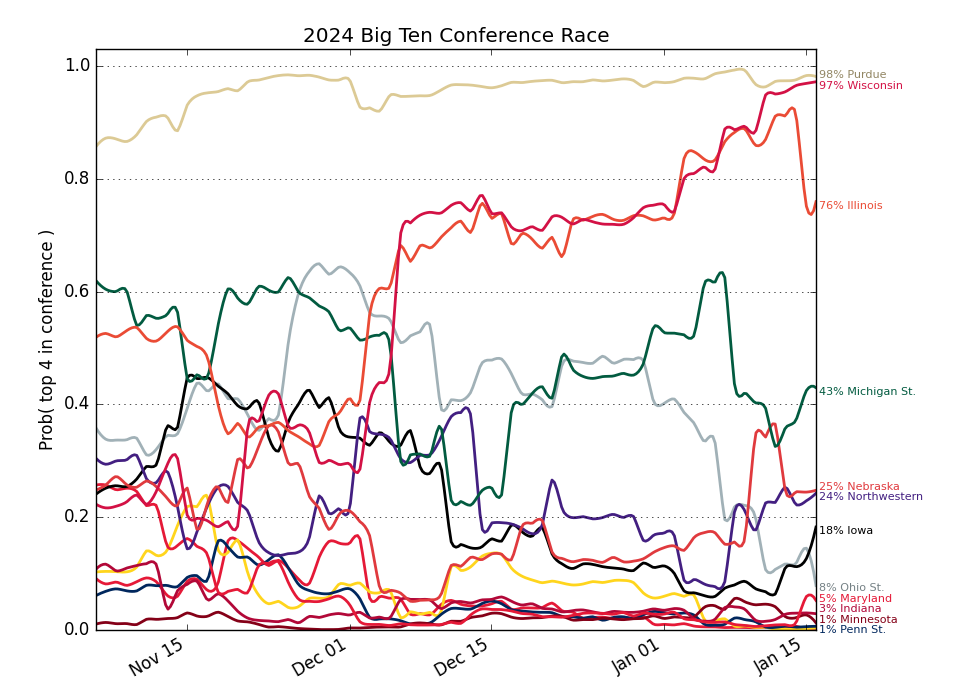 2024 Big Ten Conference Race
Prob( top 4 in conference )
1.0
0.8
0.6
0.4
0.2
0.0
Nov 15
Dec 01
Dec 15
Jan 01
Jan 15
98% Purdue
97% Wisconsin
76% Illinois
43% Michigan St.
25% Nebraska
24% Northwestern
18% Iowa
8% Ohio St.
5% Maryland
3% Indiana
1% Minnesota
1% Penn St.